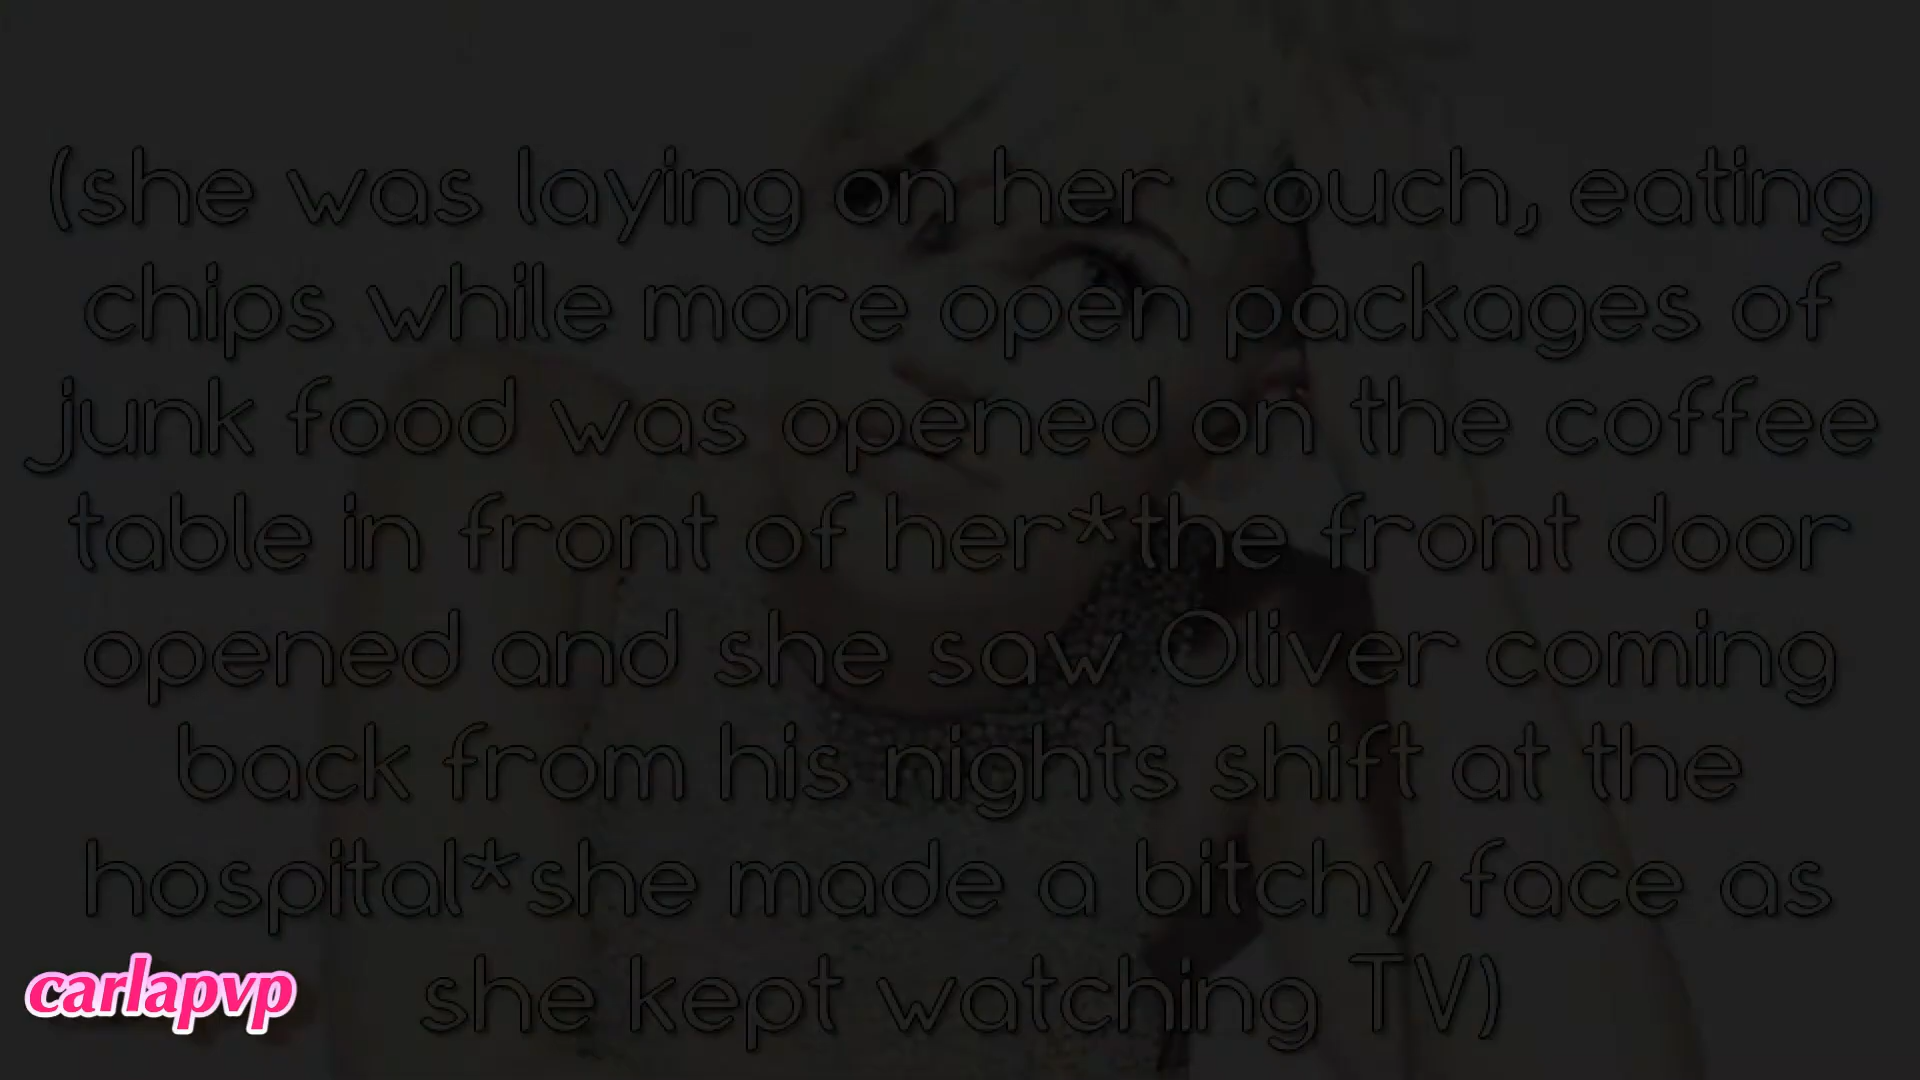 (she was laying on her couch, eating
chips while more open packages of
junk food was opened on the coffee
table in front of her*the front door
opened and she saw Oliver coming
back from his nights shift at the
hospital*she made a bitchy face as
she kept watching TV)
carlapvp